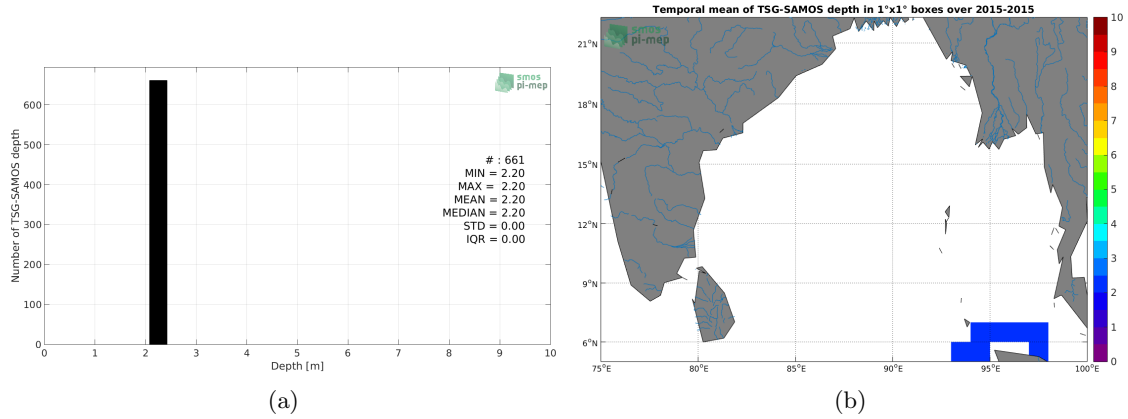 Temporal mean of TSG-SAMOS depth in 1°x1° boxes over 2015-2015
smos
pi-mep
Number of TSG-SAMOS depth
600
500
400
300
200
100
0
# : 661
MIN = 2.20
MAX = 2.20
MEAN = 2.20
MEDIAN = 2.20
STD = 0.00
IQR = 0.00
0 1 2 3 4 5 6 7 8 9 10
Depth [m]
(a)
smos
pi-mep
21°N
18°N
15°N
12°N
9°N
6°N
75°E 80°E 85°E 90°E 95°E 100°E
10
9
8
7
6
5
4
3
2
1
0
(b)